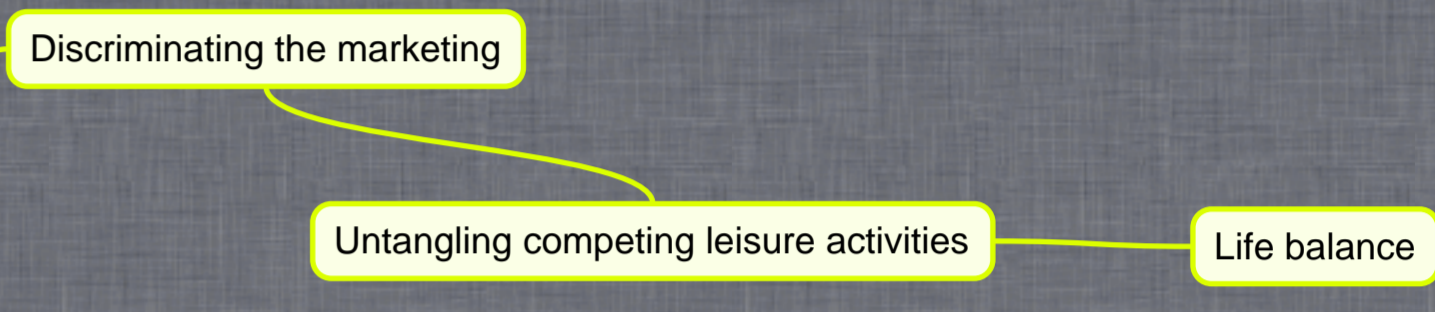 Discriminating the marketing
Untangling competing leisure activities
Life balance